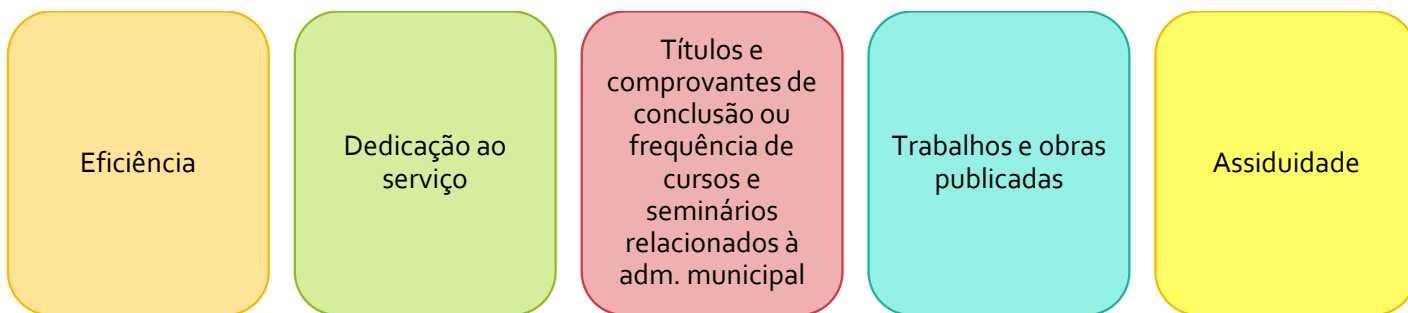 Eficiência
Dedicação ao
serviço
Títulos e
comprovantes de
conclusão ou
frequência de
cursos e
seminários
relacionados à
adm. municipal
Trabalhos e obras
publicadas
Assiduidade